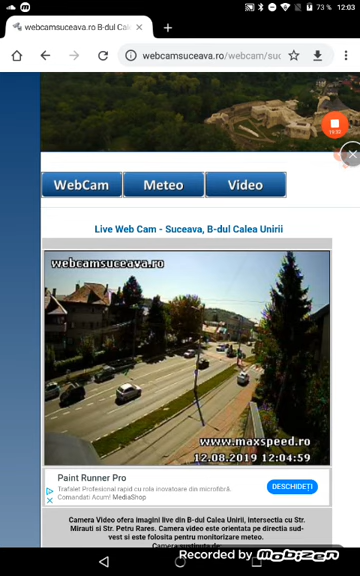 73 % 12:03
webcamsuceava.ro B-dul Cale
webcamsuceava.ro/webcam/suc
WebCam Meteo Video
Live Web Cam - Suceava, B-dul Calea Unirii
webcamsuceava.ro
www.maxspeed.ro
12.08.2019 12:04:59
Paint Runner Pro
Trafalet Profesional rapid cu rola inovatoare din microfibră.
Comandati Acum! MediaShop
DESCHIDEȚI
Camera Video ofera imagini live din B-dul Calea Unirii, intersectia cu Str.
Mirauti si Str. Petru Rares. Camera video este orientata pe directia sud-
vest si este folosita pentru monitorizare meteo.
Recorded by Mobizen